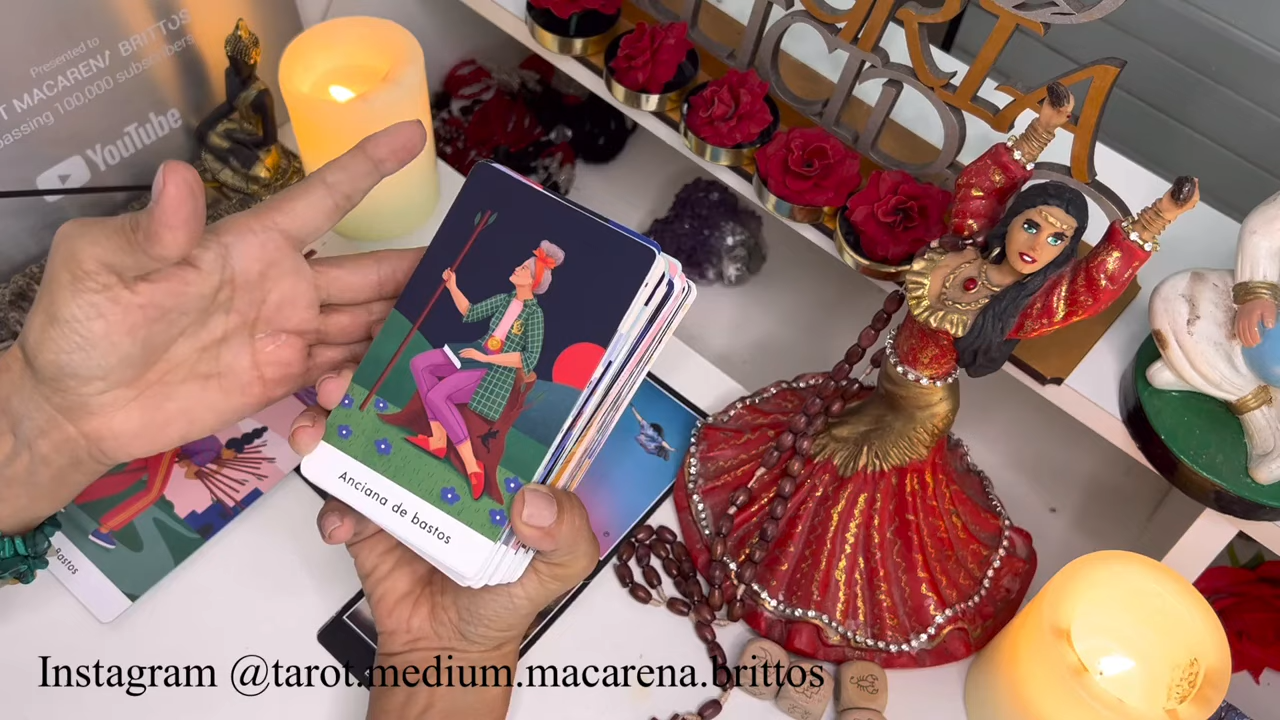 Presented to
T MACARENA BRITTOS
passing 100,000 subscribers
YouTube
Anciana de bastos
Bastos
Instagram @tarot.medium.macarena.brittos